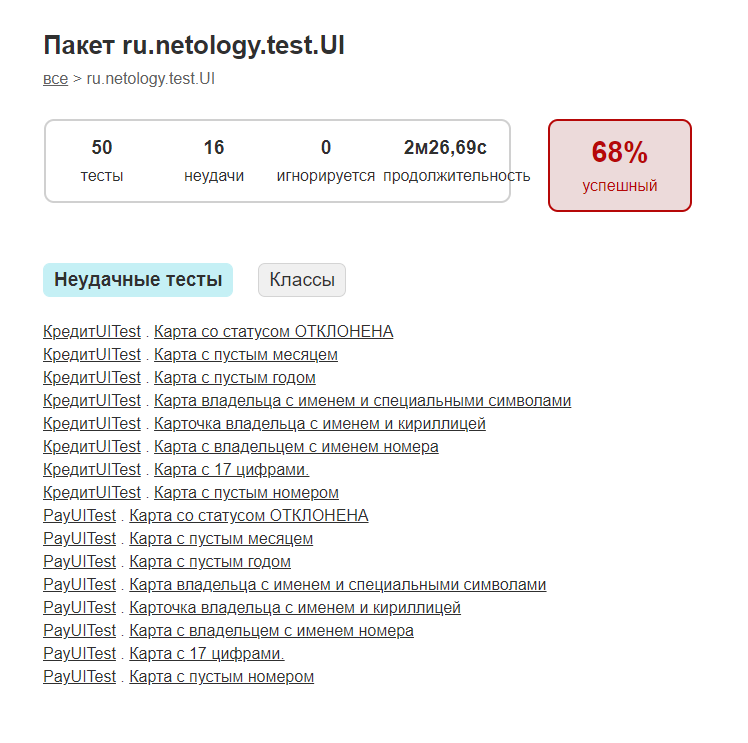 Пакет ru.netology.test.UI
все > ru.netology.test.UI
50 16 0 2м26,69с 68%
тесты неудачи игнорируется продолжительность успешный
Неудачные тесты Классы
КредитUITest . Карта со статусом ОТКЛОНЕНА
КредитUITest . Карта с пустым месяцем
КредитUITest . Карта с пустым годом
КредитUITest . Карта владельца с именем и специальными символами
КредитUITest . Карточка владельца с именем и кириллицей
КредитUITest . Карта с владельцем с именем номера
КредитUITest . Карта с 17 цифрами.
КредитUITest . Карта с пустым номером
PayUITest . Карта со статусом ОТКЛОНЕНА
PayUITest . Карта с пустым месяцем
PayUITest . Карта с пустым годом
PayUITest . Карта владельца с именем и специальными символами
PayUITest . Карточка владельца с именем и кириллицей
PayUITest . Карта с владельцем с именем номера
PayUITest . Карта с 17 цифрами.
PayUITest . Карта с пустым номером